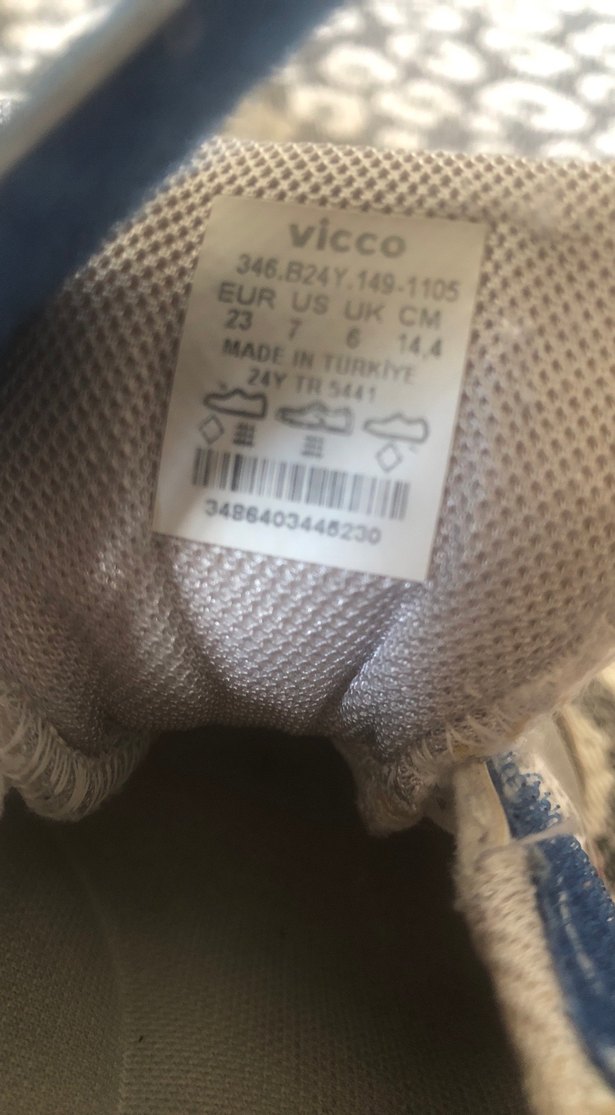 vicco
346.B24Y.149-1105
EUR US UK CM
23 7 6 14,4
MADE IN TÜRKİYE
24Y TR 5441
3486403445230